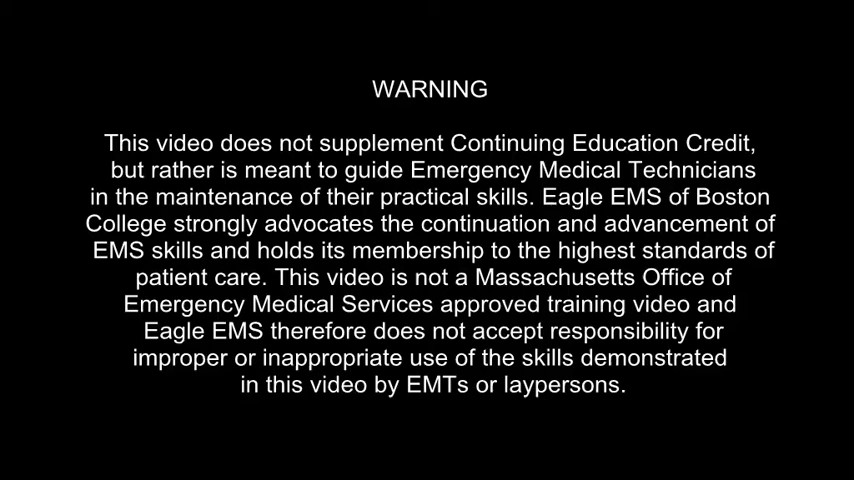 WARNING
This video does not supplement Continuing Education Credit,
but rather is meant to guide Emergency Medical Technicians
in the maintenance of their practical skills. Eagle EMS of Boston
College strongly advocates the continuation and advancement of
EMS skills and holds its membership to the highest standards of
patient care. This video is not a Massachusetts Office of
Emergency Medical Services approved training video and
Eagle EMS therefore does not accept responsibility for
improper or inappropriate use of the skills demonstrated
in this video by EMTs or laypersons.